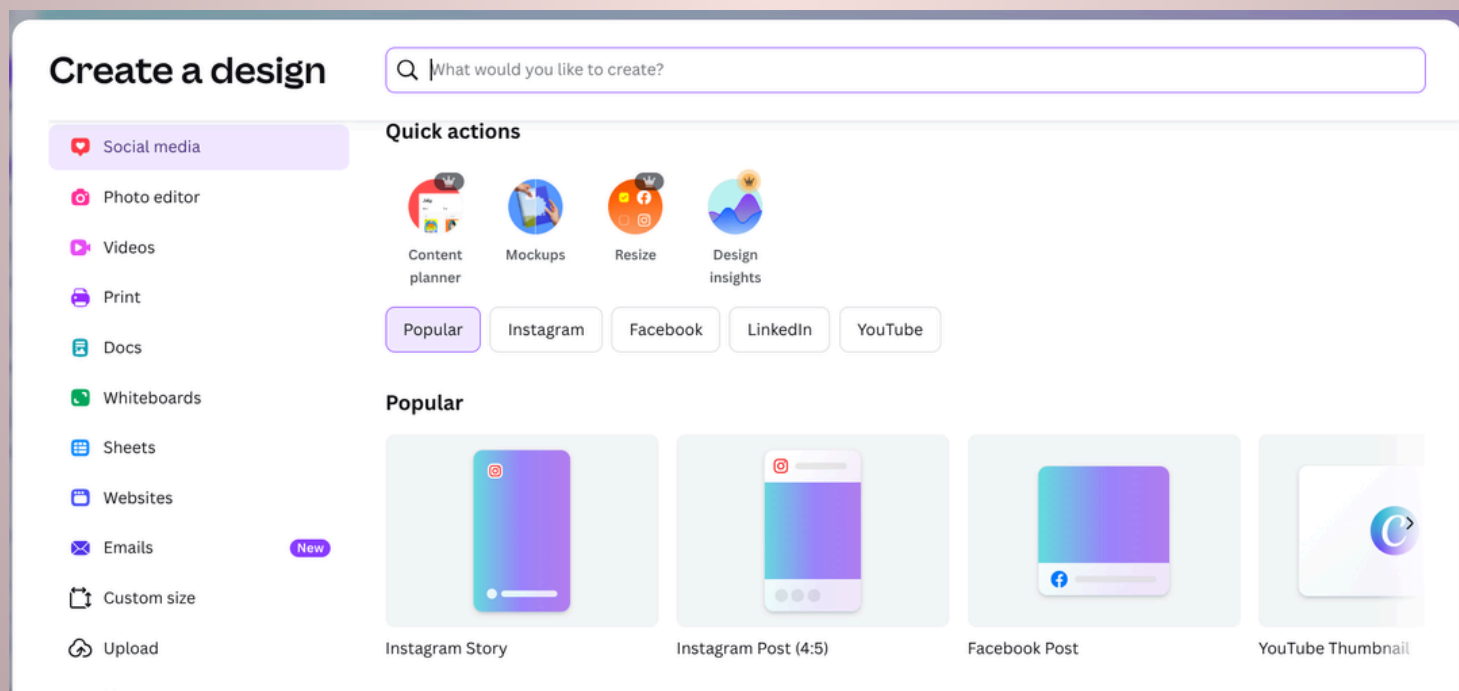 Create a design
What would you like to create?
Social media
Photo editor
Videos
Print
Docs
Whiteboards
Sheets
Websites
Emails
New
Custom size
Upload
Quick actions
Content
planner
Mockups
Resize
Design
insights
Popular
Instagram
Facebook
LinkedIn
YouTube
Popular
Instagram Story
Instagram Post (4:5)
Facebook Post
YouTube Thumbnail
C